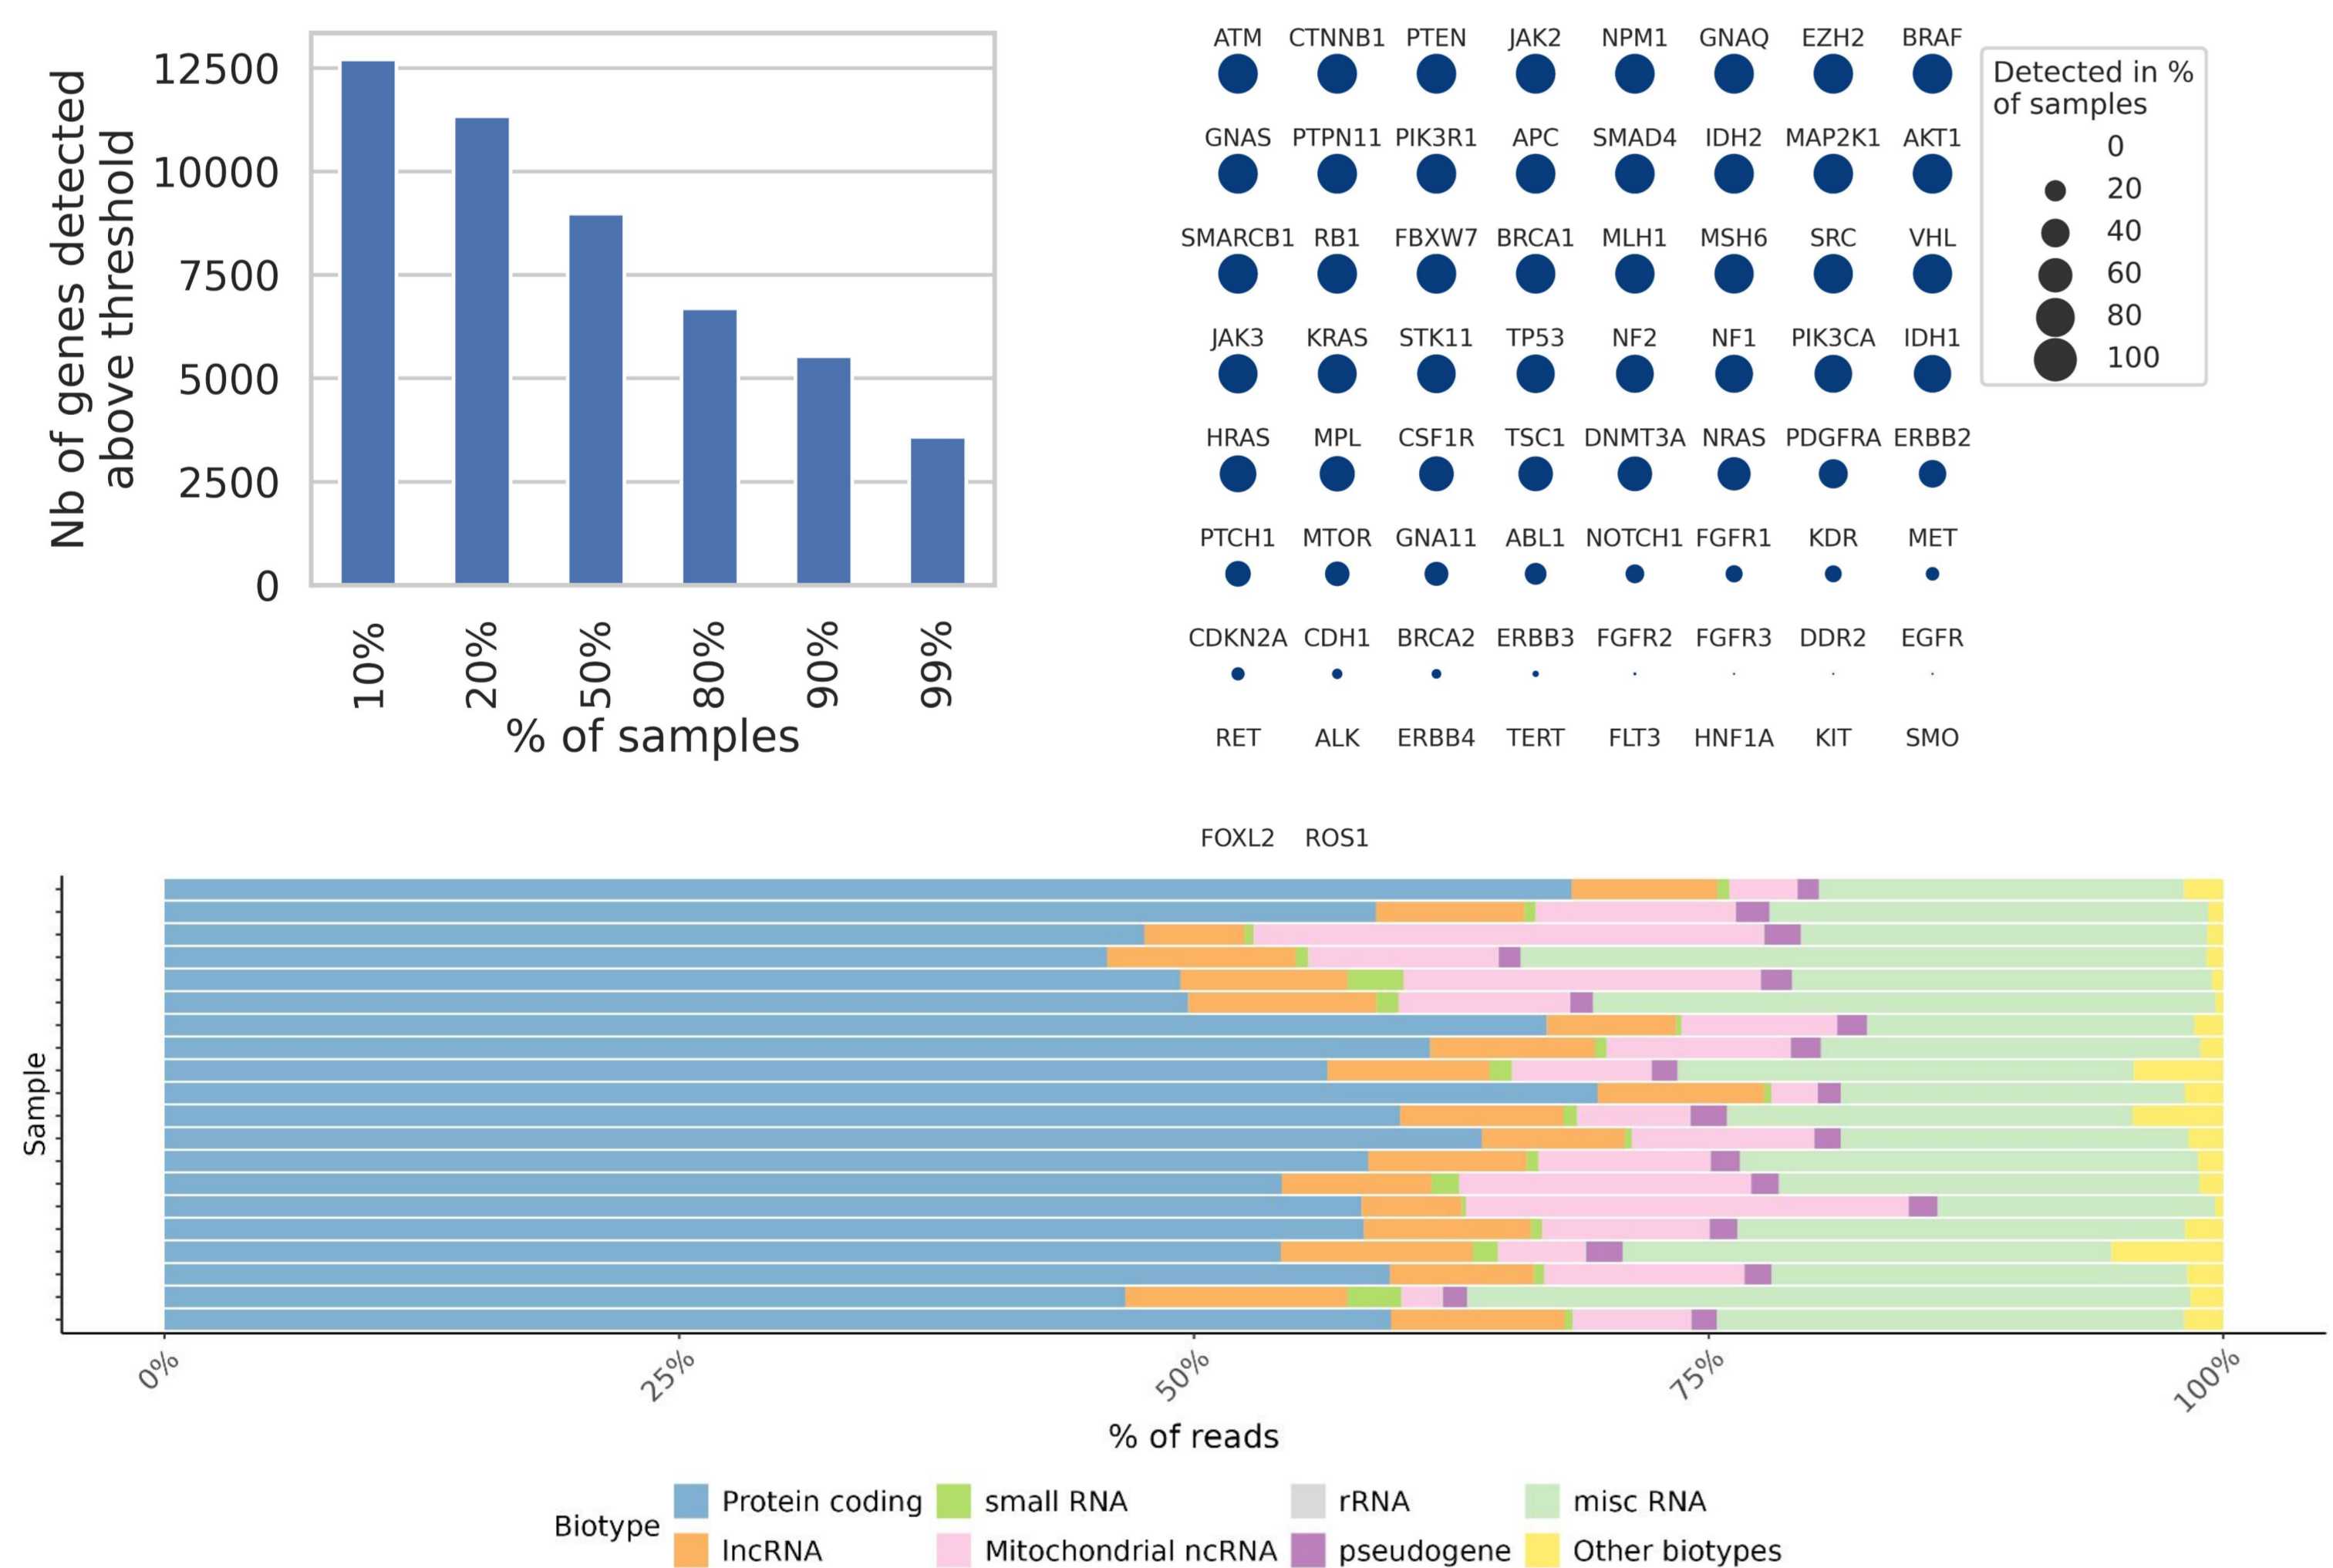 Nb of genes detected
above threshold
12500
10000
7500
5000
2500
0
10% 20% 50% 80% 90% 99%
% of samples
ATM CTNNB1 PTEN JAK2 NPM1 GNAQ EZH2 BRAF
GNAS PTPN11 PIK3R1 APC SMAD4 IDH2 MAP2K1 AKT1
SMARCB1 RB1 FBXW7 BRCA1 MLH1 MSH6 SRC VHL
JAK3 KRAS STK11 TP53 NF2 NF1 PIK3CA IDH1
HRAS MPL CSF1R TSC1 DNMT3A NRAS PDGFRA ERBB2
PTCH1 MTOR GNA11 ABL1 NOTCH1 FGFR1 KDR MET
CDKN2A CDH1 BRCA2 ERBB3 FGFR2 FGFR3 DDR2 EGFR
RET ALK ERBB4 TERT FLT3 HNF1A KIT SMO
FOXL2 ROS1
Detected in %
of samples
0
20
40
60
80
100
Sample
0% 25% 50% 75% 100%
% of reads
Biotype
Protein coding small RNA rRNA misc RNA
lncRNA Mitochondrial ncRNA pseudogene Other biotypes